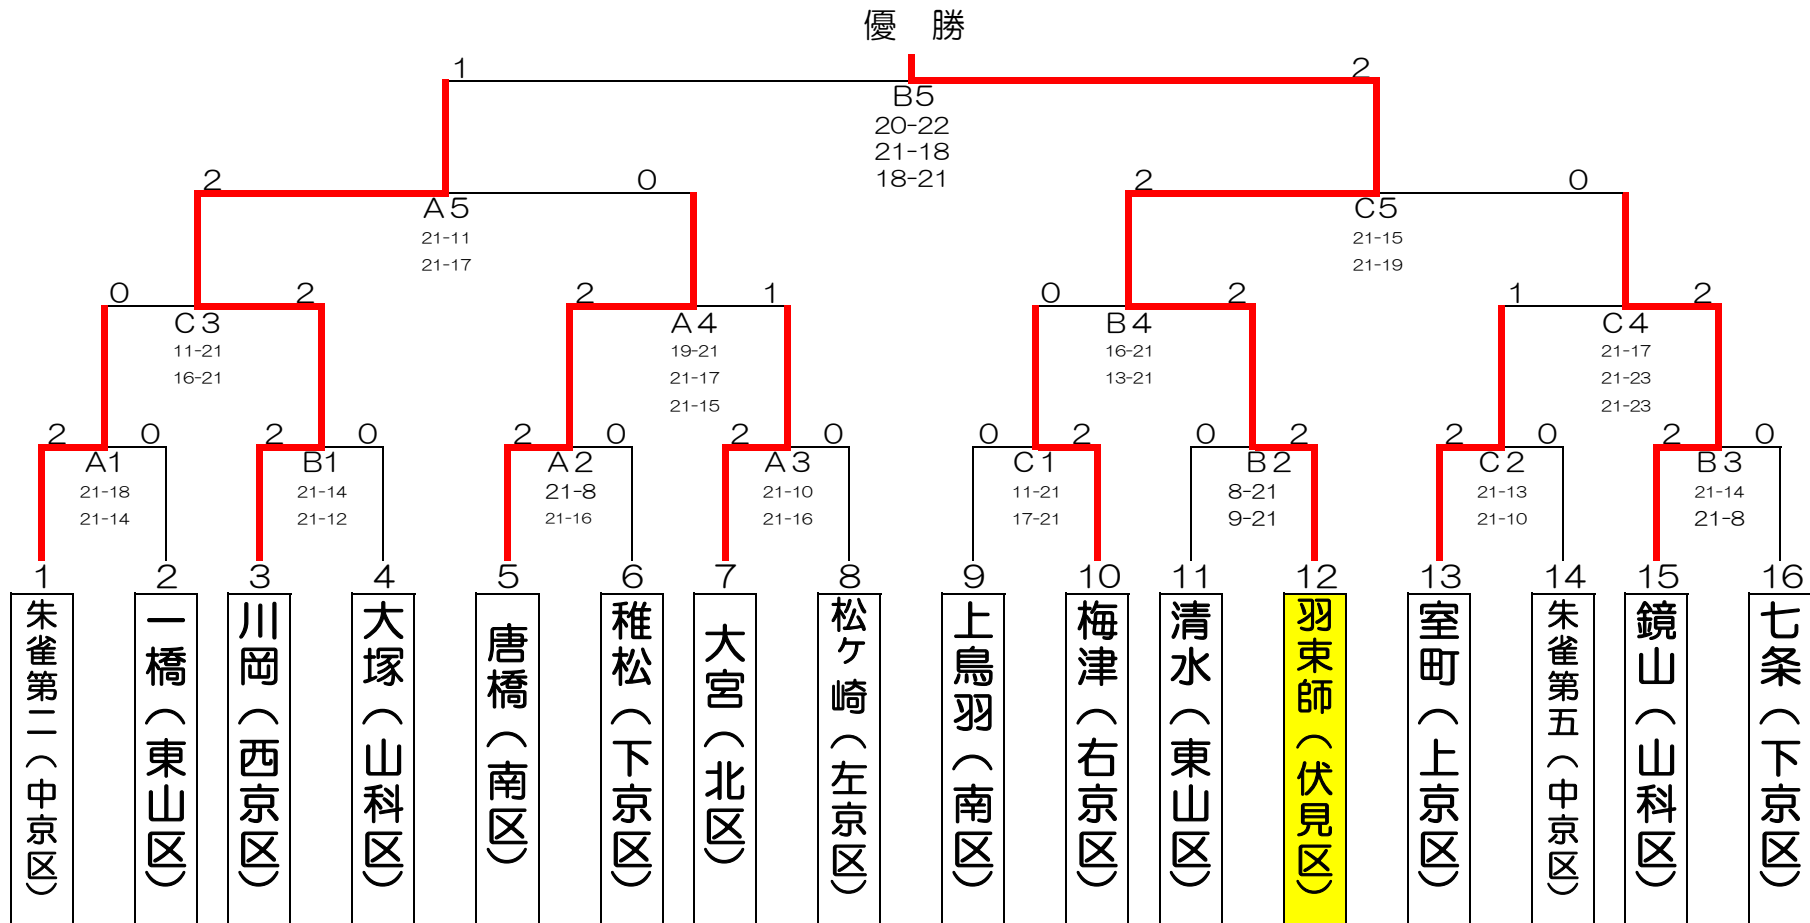 優　勝
1
2
B5
20-22
21-18
18-21
2
0
2
0
A5
21-11
21-17
C5
21-15
21-19
0
2
2
1
0
2
1
2
C3
11-21
16-21
A4
19-21
21-17
21-15
B4
16-21
13-21
C4
21-17
21-23
21-23
2
0
2
0
2
0
2
0
0
2
0
2
2
0
2
0
A1
21-18
21-14
B1
21-14
21-12
A2
21-8
21-16
A3
21-10
21-16
C1
11-21
17-21
B2
8-21
9-21
C2
21-13
21-10
B3
21-14
21-8
1
2
3
4
5
6
7
8
9
10
11
12
13
14
15
16
朱雀第二（中京区）
一橋（東山区）
川岡（西京区）
大塚（山科区）
唐橋（南区）
稚松（下京区）
大宮（北区）
松ヶ崎（左京区）
上鳥羽（南区）
梅津（右京区）
清水（東山区）
羽束師（伏見区）
室町（上京区）
朱雀第五（中京区）
鏡山（山科区）
七条（下京区）